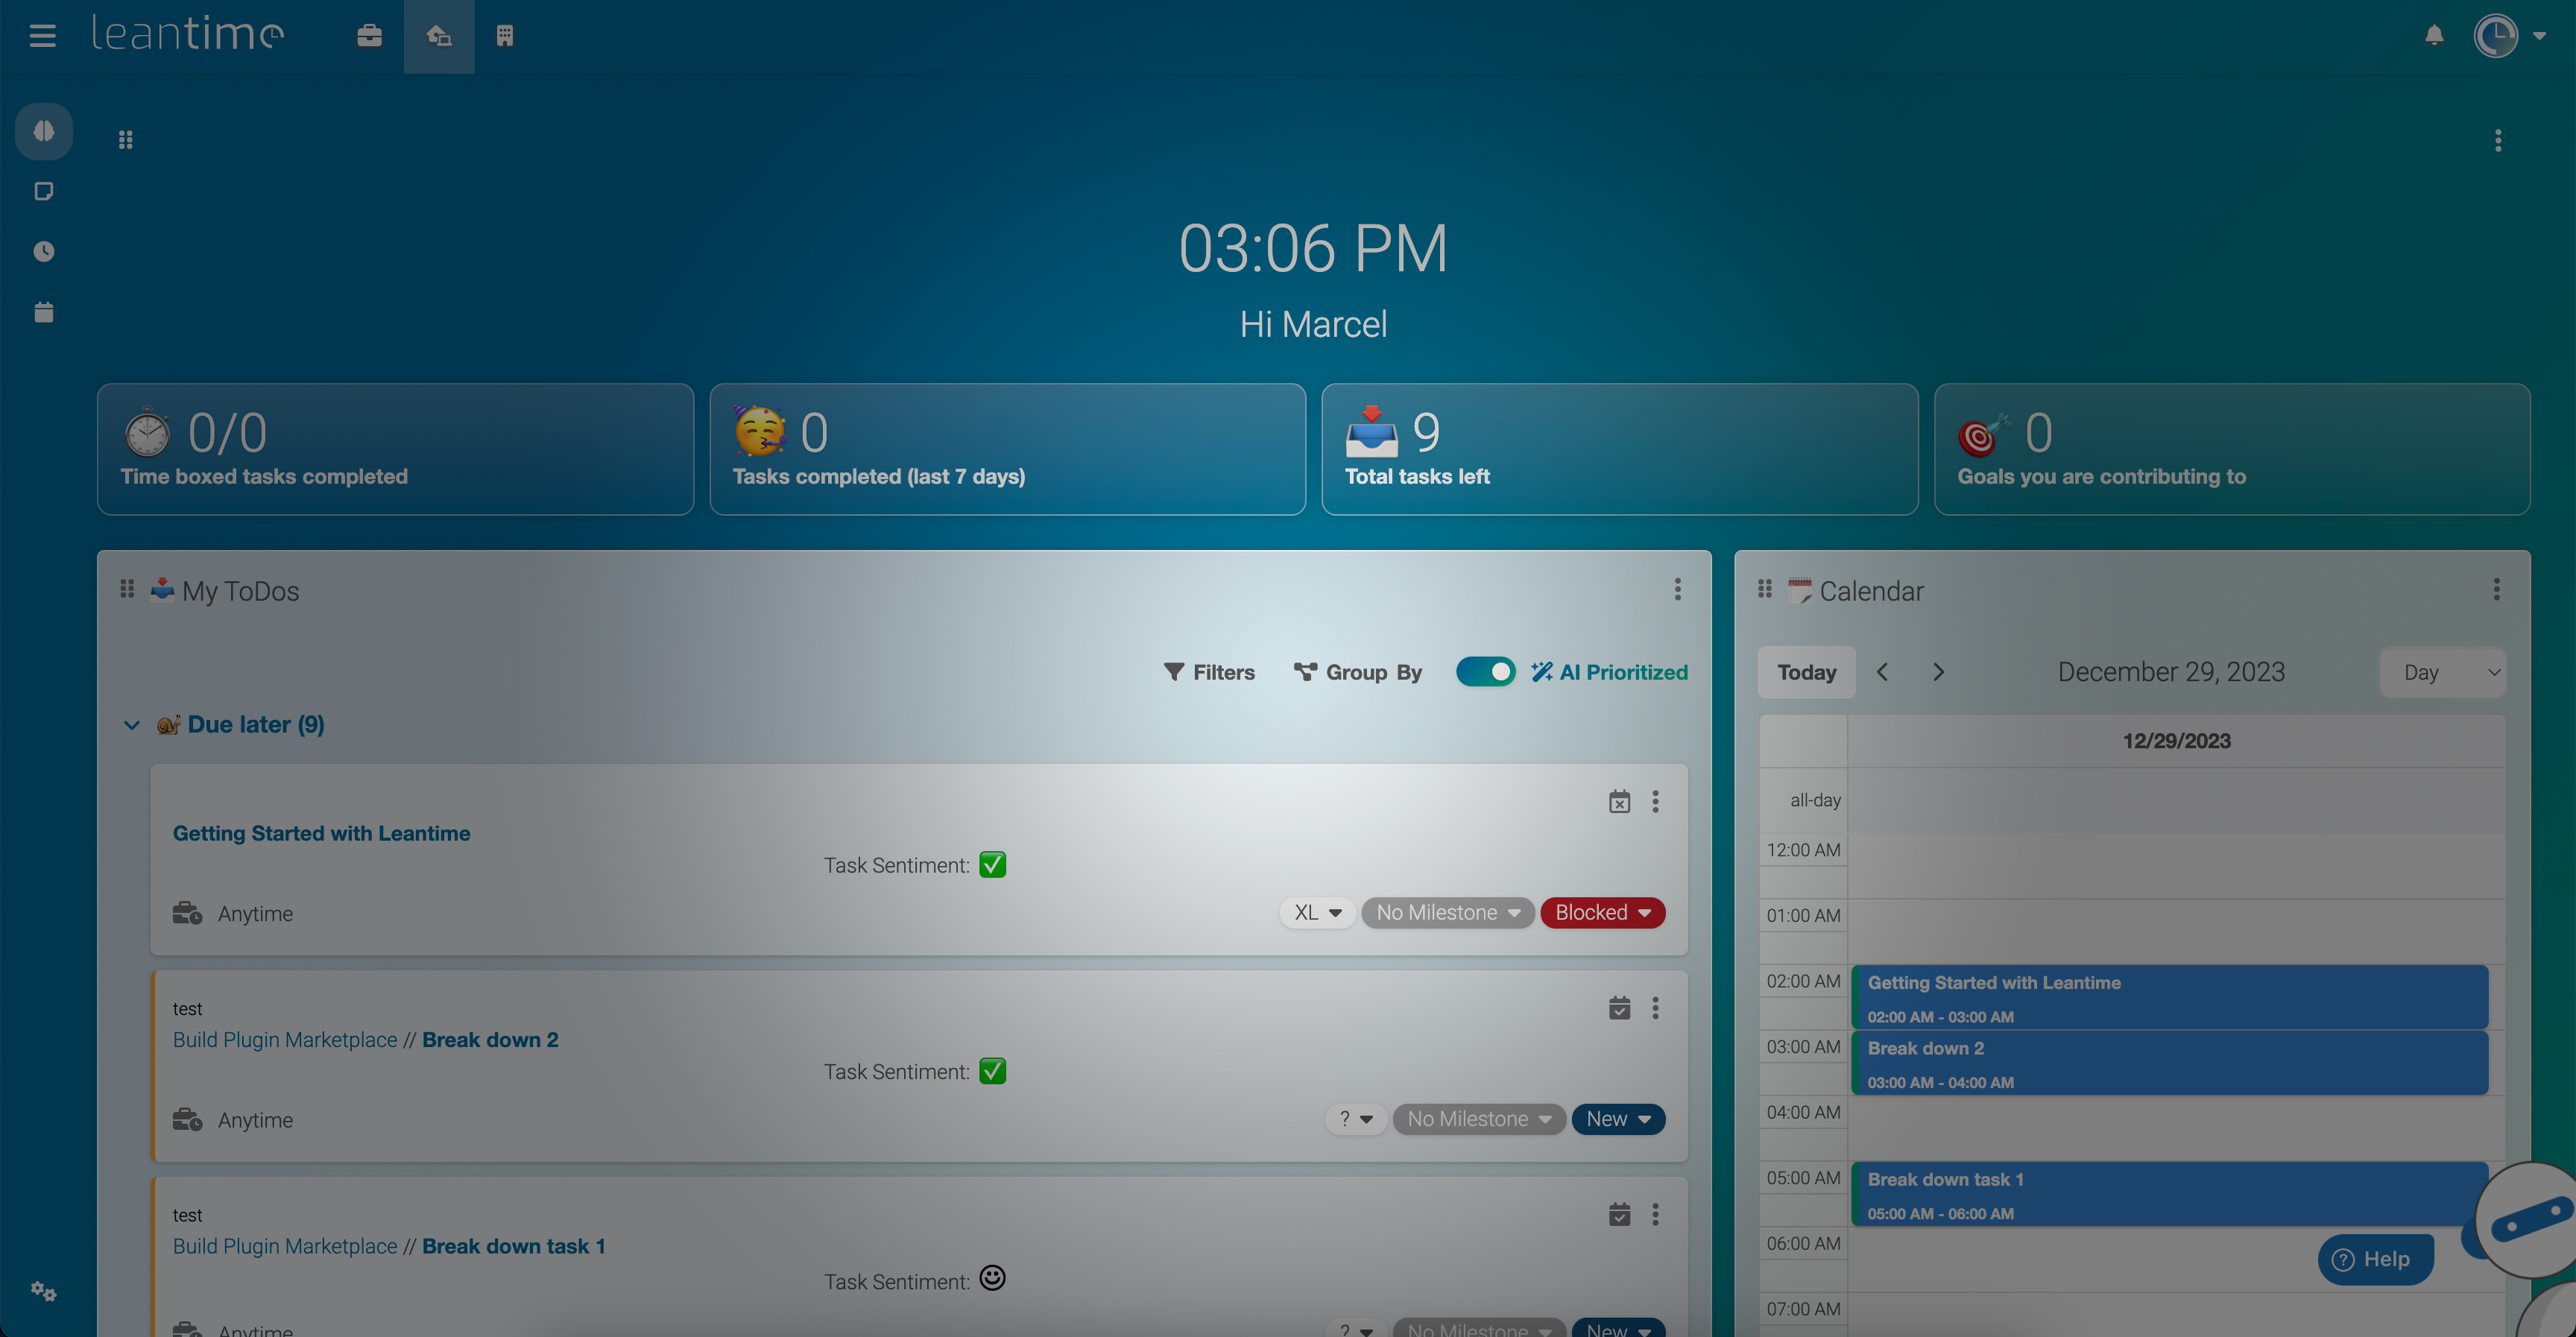 leantime
03:06 PM
Hi Marcel
0/0
Time boxed tasks completed
0
Tasks completed (last 7 days)
9
Total tasks left
0
Goals you are contributing to
My ToDos
Filters
Group By
AI Prioritized
Due later (9)
Getting Started with Leantime
Task Sentiment:
Anytime
XL
No Milestone
Blocked
test
Build Plugin Marketplace // Break down 2
Task Sentiment:
Anytime
?
No Milestone
New
test
Build Plugin Marketplace // Break down task 1
Task Sentiment:
Anytime
?
No Milestone
New
Calendar
Today
December 29, 2023
Day
12/29/2023
all-day
12:00 AM
01:00 AM
02:00 AM
Getting Started with Leantime
02:00 AM - 03:00 AM
03:00 AM
Break down 2
03:00 AM - 04:00 AM
04:00 AM
05:00 AM
Break down task 1
05:00 AM - 06:00 AM
06:00 AM
? Help
07:00 AM